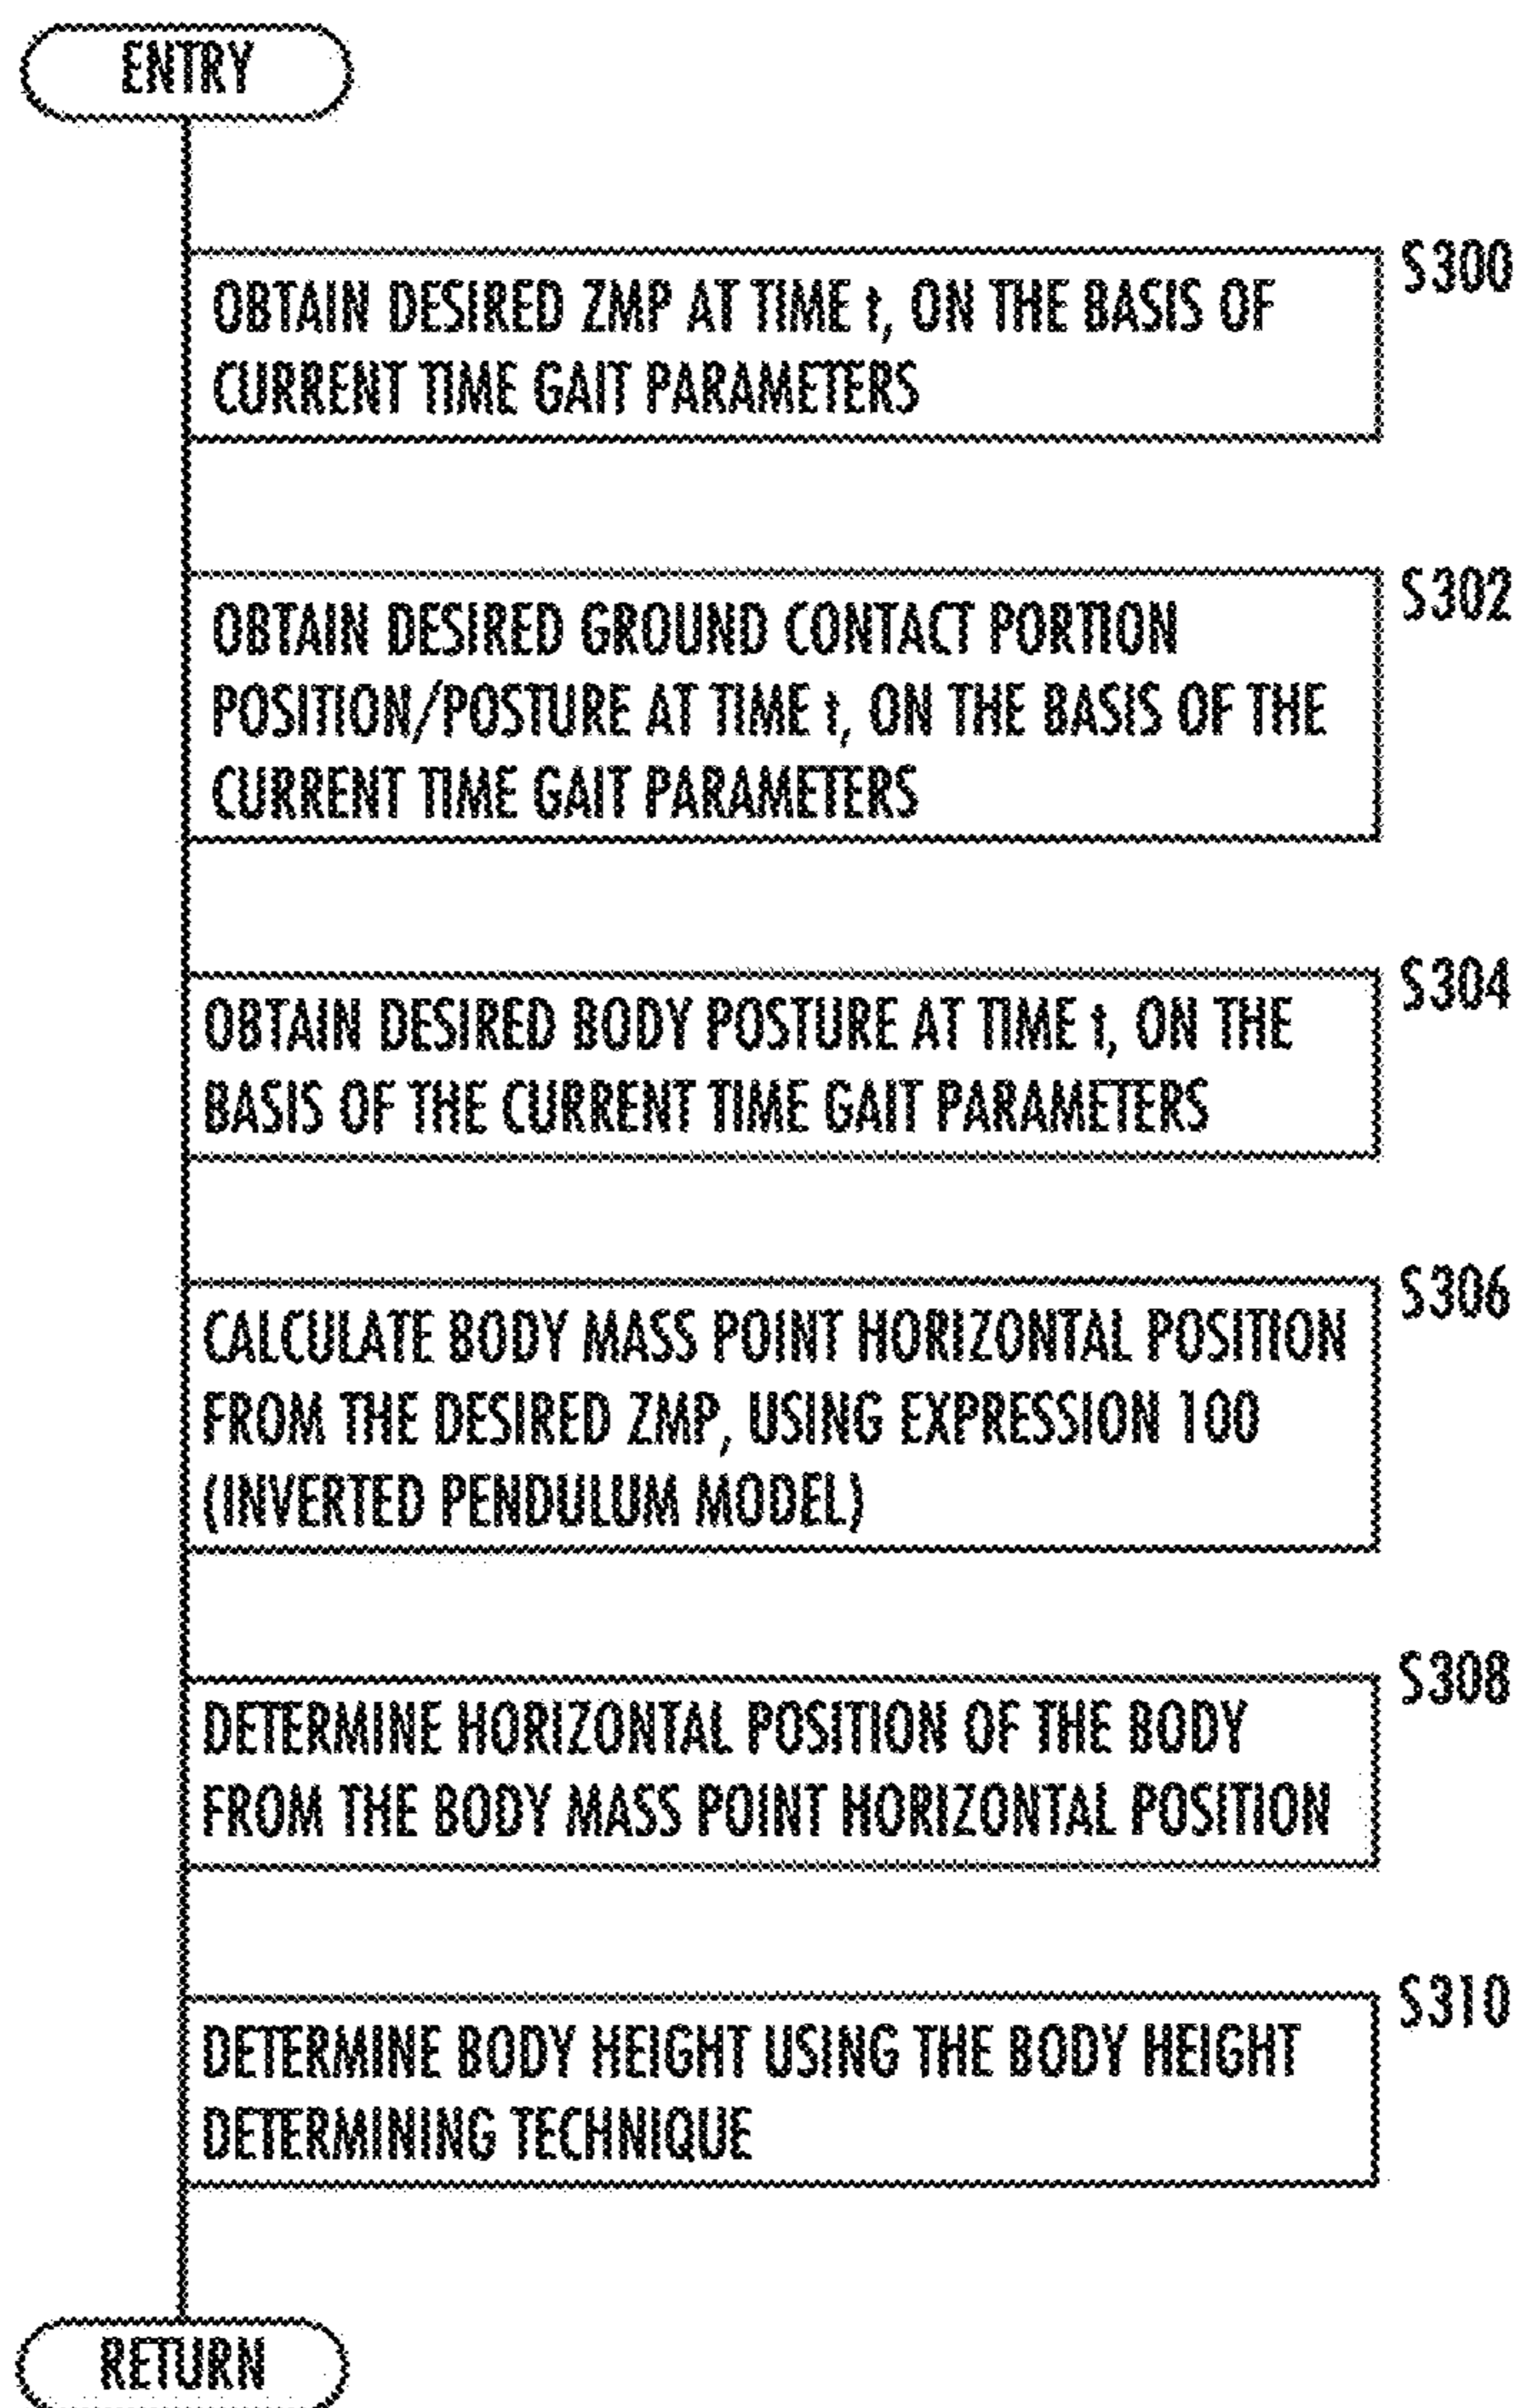 ENTRY
S300
OBTAIN DESIRED ZMP AT TIME t, ON THE BASIS OF
CURRENT TIME GAIT PARAMETERS
S302
OBTAIN DESIRED GROUND CONTACT PORTION
POSITION/POSTURE AT TIME t, ON THE BASIS OF THE
CURRENT TIME GAIT PARAMETERS
S304
OBTAIN DESIRED BODY POSTURE AT TIME t, ON THE
BASIS OF THE CURRENT TIME GAIT PARAMETERS
S306
CALCULATE BODY MASS POINT HORIZONTAL POSITION
FROM THE DESIRED ZMP, USING EXPRESSION 100
(INVERTED PENDULUM MODEL)
S308
DETERMINE HORIZONTAL POSITION OF THE BODY
FROM THE BODY MASS POINT HORIZONTAL POSITION
S310
DETERMINE BODY HEIGHT USING THE BODY HEIGHT
DETERMINING TECHNIQUE
RETURN